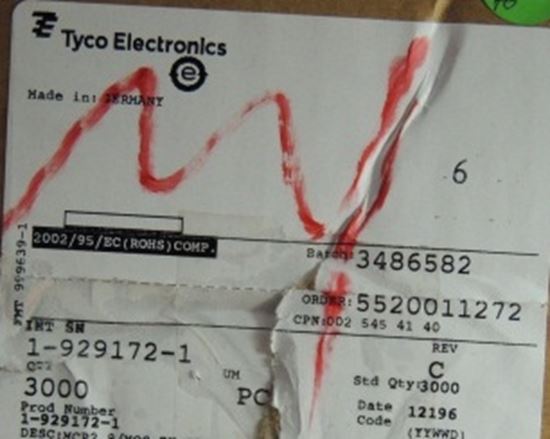 Tyco Electronics
e
Made in: GERMANY
6
2002/95/EC(ROHS)COMP.
Batch: 3486582
ORDER: 5520011272
CPN:002 545 41 40
INT SN
1-929172-1
REV
C
3000
UM
PC
Std Qty:3000
Prod Number
1-929172-1
Date
Code
12196
(YYWWD)